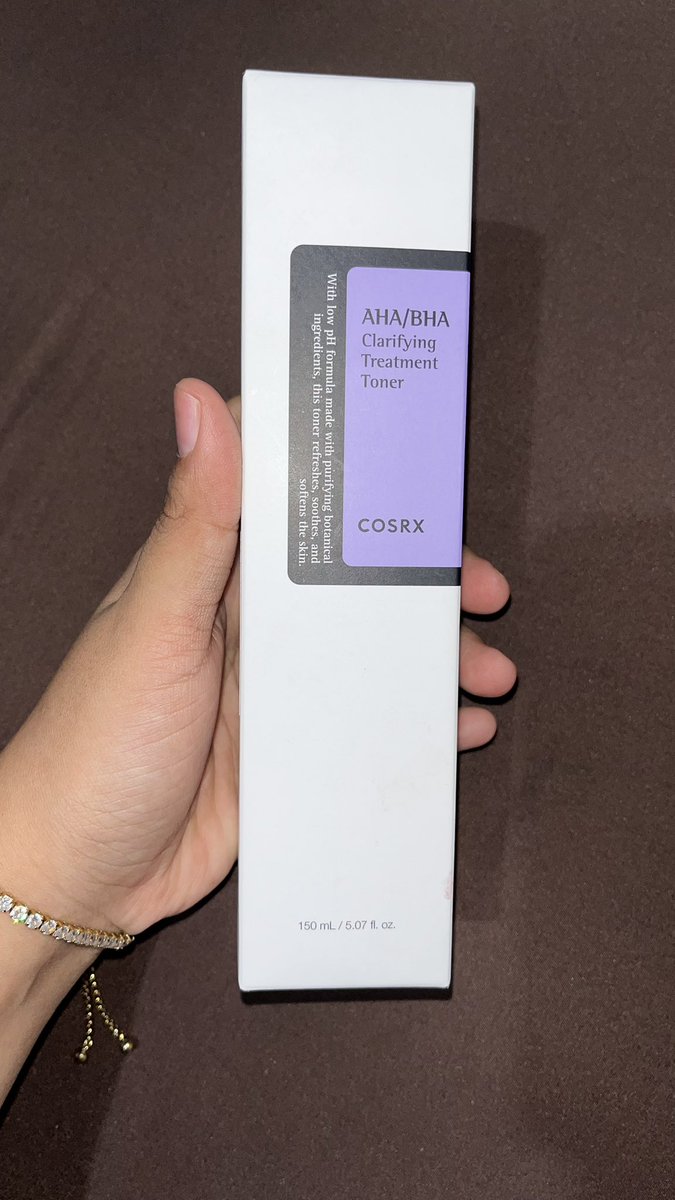 AHA/BHA
Clarifying
Treatment
Toner
COSRX
With low pH formula made with purifying botanical
ingredients, this toner refreshes, soothes, and
softens the skin.
150 mL / 5.07 fl. oz.